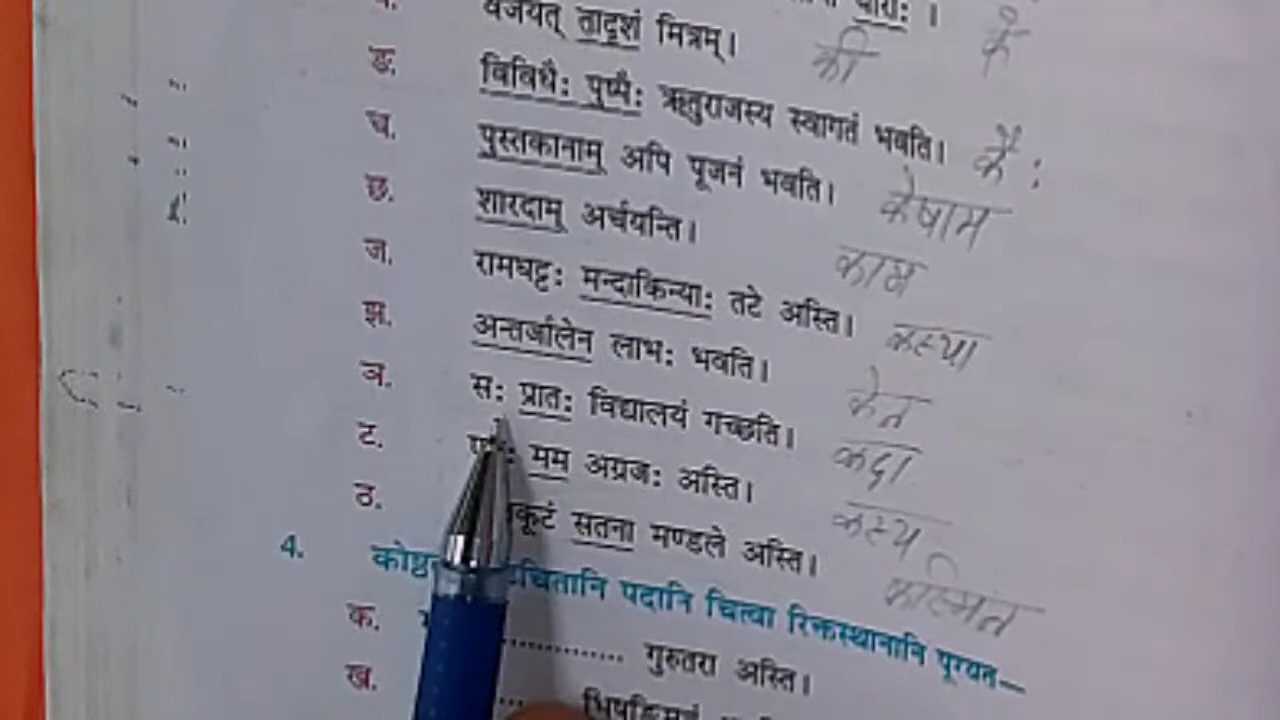 धीराः । के
वर्जयेत् तादृशं मित्रम्। की
ङ. विविधैः पुष्पैः ऋतुराजस्य स्वागतं भवति। कैः
च. पुस्तकानाम् अपि पूजनं भवति। केषाम
छ. शारदाम् अर्चयन्ति। काम
ज. रामघट्टः मन्दाकिन्याः तटे अस्ति। कस्या
झ. अन्तर्जालेन लाभः भवति। केन
ञ. सः प्रातः विद्यालयं गच्छति। कदा
ट. मम अग्रजः अस्ति। कस्य
ठ. कूटं सतना मण्डले अस्ति। कस्मिन
4. चितानि पदानि चित्वा रिक्तस्थानानि पूरयत—
क. ............ गुरुतरा अस्ति।
ख.